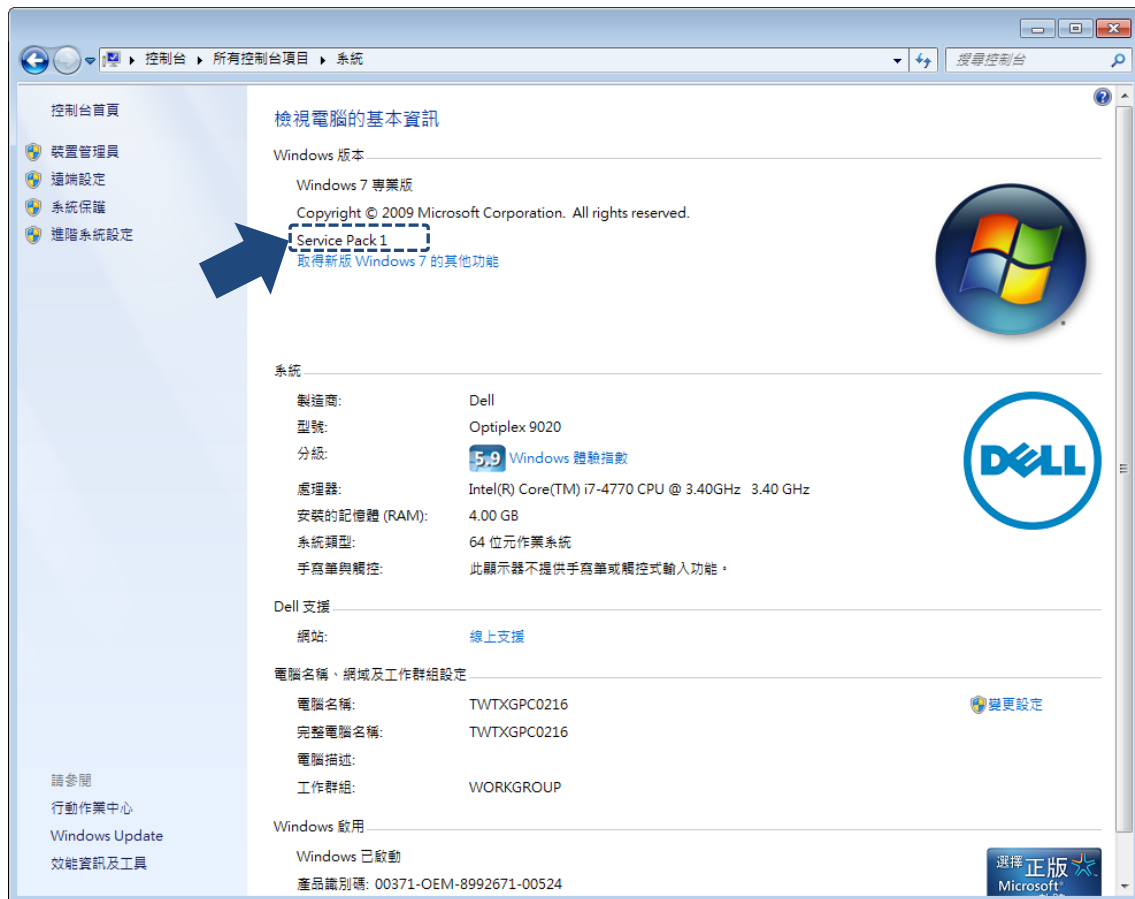 控制台 ▸ 所有控制台項目 ▸ 系統
搜尋控制台
控制台首頁
裝置管理員
遠端設定
系統保護
進階系統設定
檢視電腦的基本資訊
Windows 版本
Windows 7 專業版
Copyright © 2009 Microsoft Corporation. All rights reserved.
Service Pack 1
取得新版 Windows 7 的其他功能
系統
製造商: Dell
型號: Optiplex 9020
分級: 5,9 Windows 體驗指數
處理器: Intel(R) Core(TM) i7-4770 CPU @ 3.40GHz 3.40 GHz
安裝的記憶體 (RAM): 4.00 GB
系統類型: 64 位元作業系統
手寫筆與觸控: 此顯示器不提供手寫筆或觸控式輸入功能。
DELL
Dell 支援
網站: 線上支援
電腦名稱、網域及工作群組設定
電腦名稱: TWTXGPC0216
變更設定
完整電腦名稱: TWTXGPC0216
電腦描述:
工作群組: WORKGROUP
請參閱
行動作業中心
Windows Update
效能資訊及工具
Windows 啟用
Windows 已啟動
產品識別碼: 00371-OEM-8992671-00524
選擇正版
Microsoft